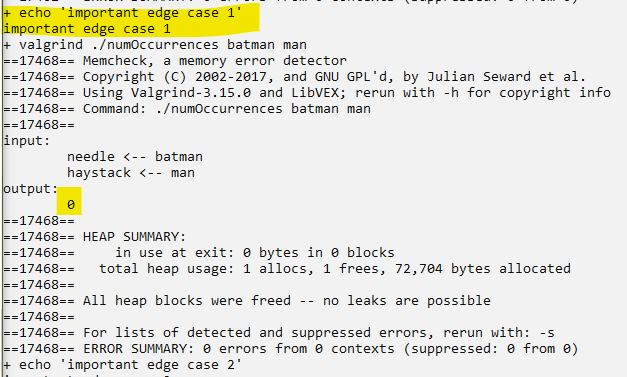 + echo 'important edge case 1'
important edge case 1
+ valgrind ./numOccurrences batman man
==17468== Memcheck, a memory error detector
==17468== Copyright (C) 2002-2017, and GNU GPL'd, by Julian Seward et al.
==17468== Using Valgrind-3.15.0 and LibVEX; rerun with -h for copyright info
==17468== Command: ./numOccurrences batman man
==17468==
input:
        needle <-- batman
        haystack <-- man
output:
        0
==17468==
==17468== HEAP SUMMARY:
==17468==     in use at exit: 0 bytes in 0 blocks
==17468==   total heap usage: 1 allocs, 1 frees, 72,704 bytes allocated
==17468==
==17468== All heap blocks were freed -- no leaks are possible
==17468==
==17468== For lists of detected and suppressed errors, rerun with: -s
==17468== ERROR SUMMARY: 0 errors from 0 contexts (suppressed: 0 from 0)
+ echo 'important edge case 2'